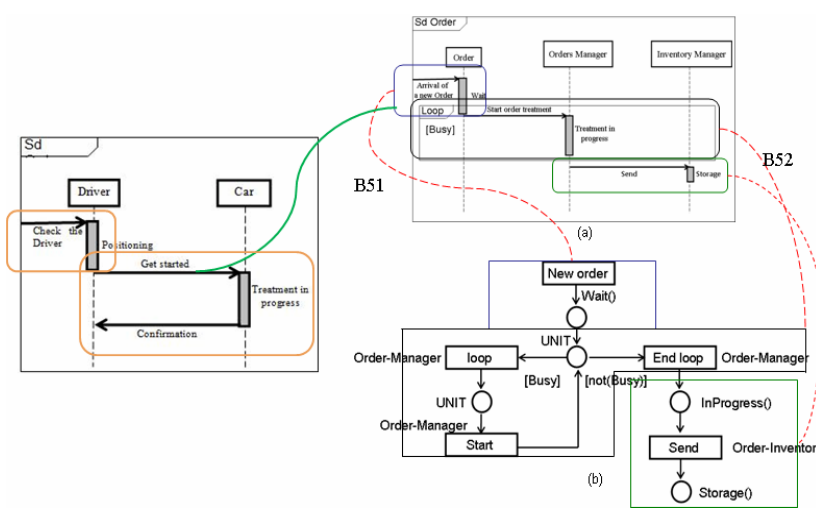 Sd
Driver
Car
Check the
Driver
Positioning
Get started
Treatment in
progress
Confirmation
Sd Order
Order
Orders Manager
Inventory Manager
Arrival of
a new Order
Wait
Loop
Start order treatment
[Busy]
Treatment in
progress
Send
Storage
B51
B52
(a)
New order
Wait()
UNIT
Order-Manager
loop
End loop
Order-Manager
[Busy]
[not(Busy)]
UNIT
InProgress()
Order-Manager
Start
Send
Order-Inventor
Storage()
(b)